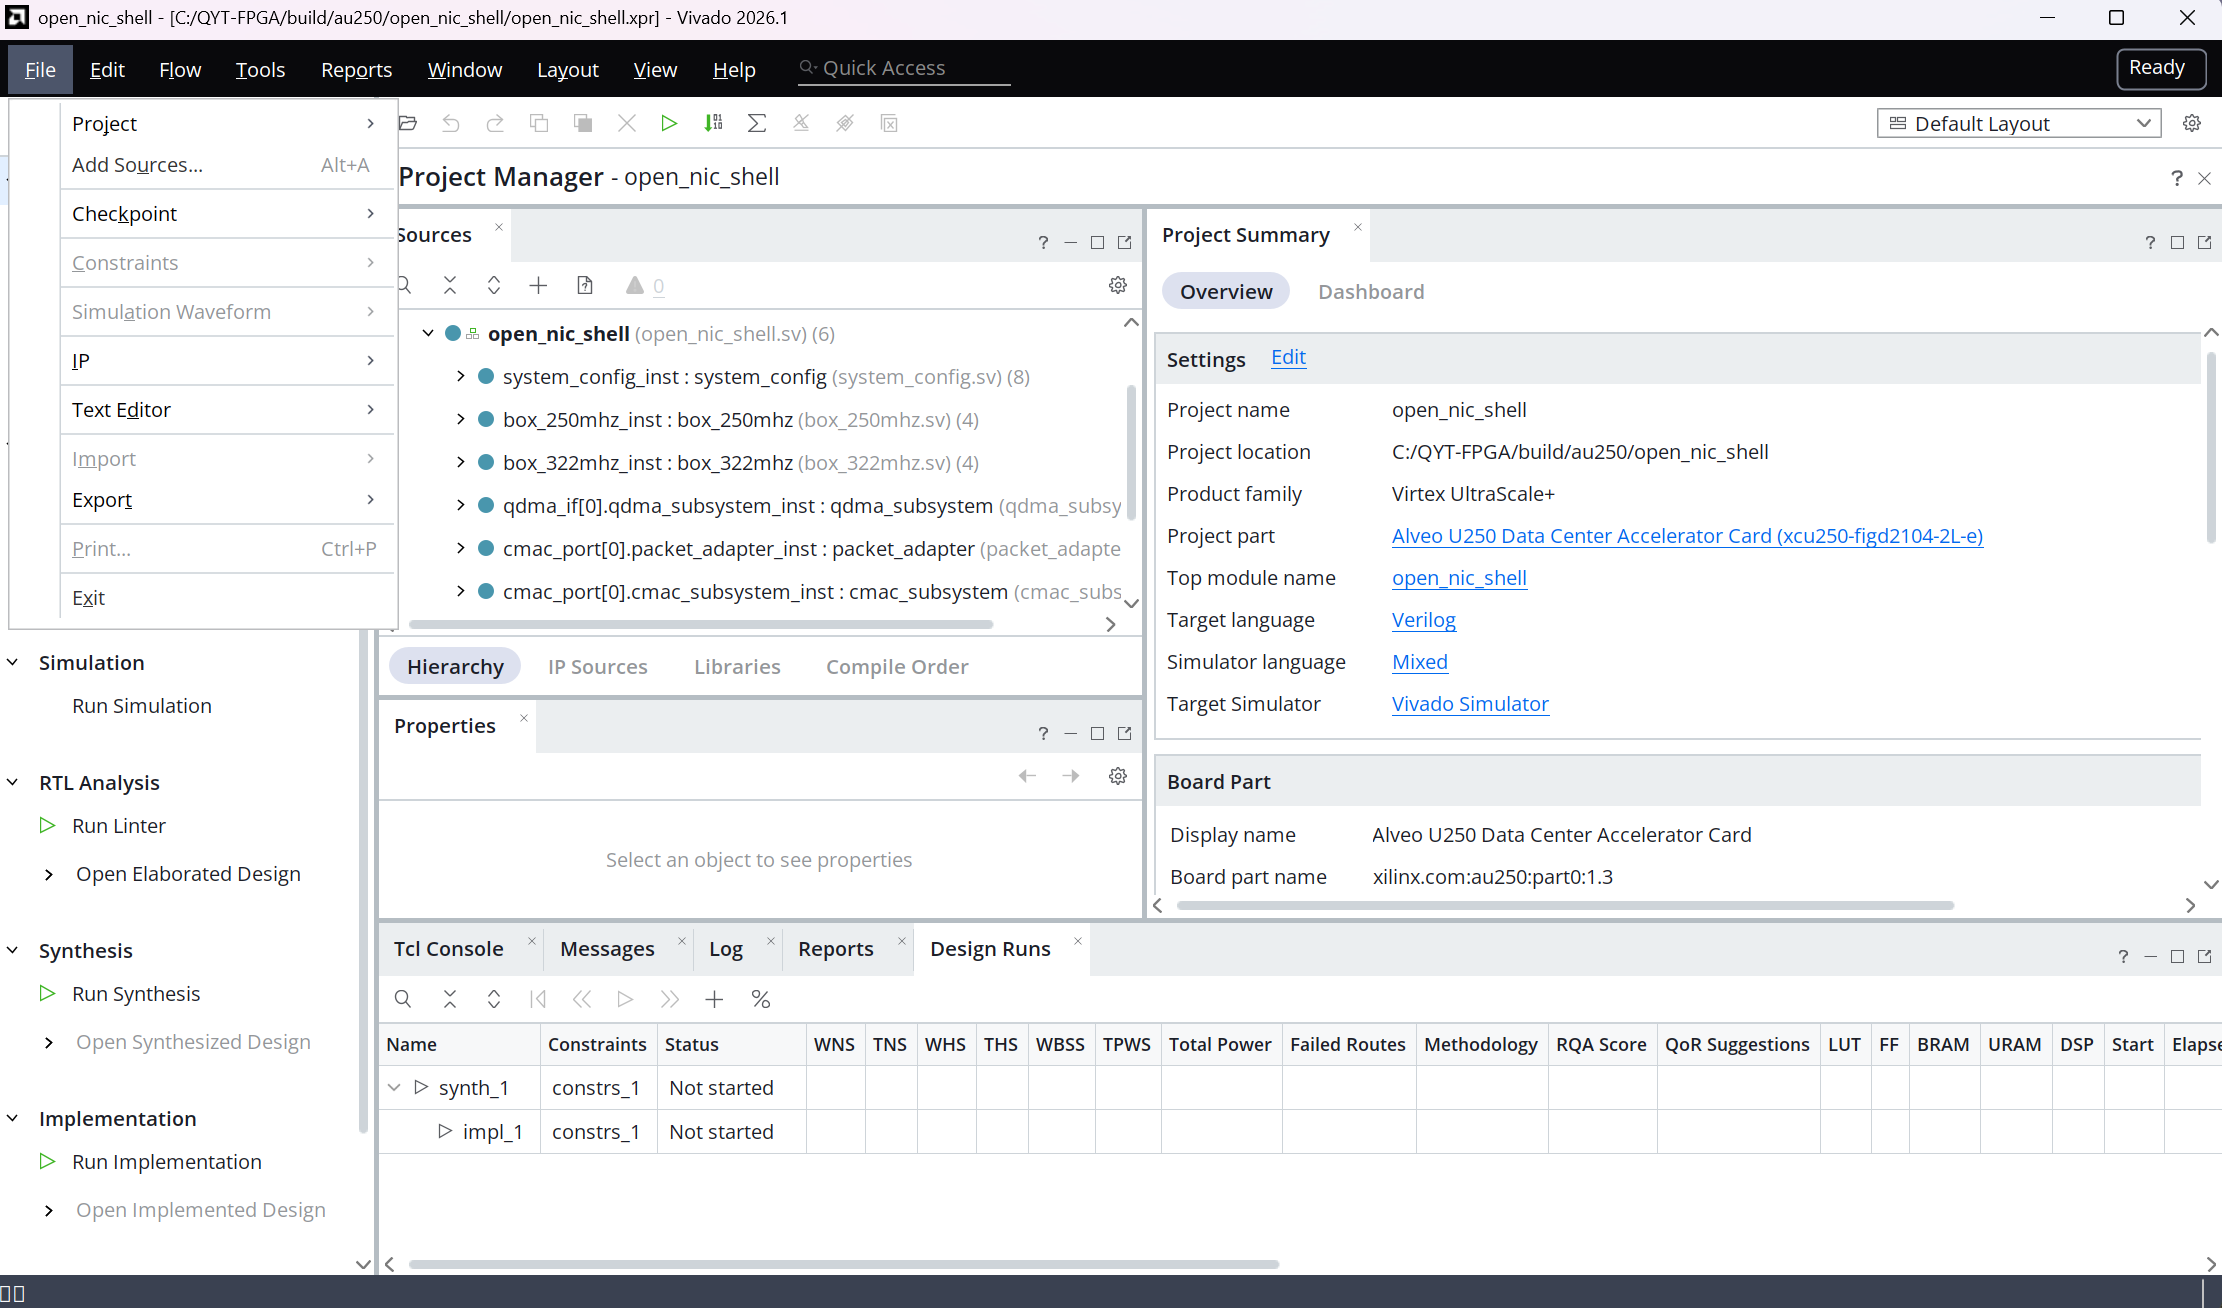 open_nic_shell - [C:/QYT-FPGA/build/au250/open_nic_shell/open_nic_shell.xpr] - Vivado 2026.1
File Edit Flow Tools Reports Window Layout View Help Quick Access Ready
Project
Add Sources... Alt+A
Checkpoint
Constraints
Simulation Waveform
IP
Text Editor
Import
Export
Print... Ctrl+P
Exit
Default Layout
Project Manager - open_nic_shell
Sources
0
open_nic_shell (open_nic_shell.sv) (6)
system_config_inst : system_config (system_config.sv) (8)
box_250mhz_inst : box_250mhz (box_250mhz.sv) (4)
box_322mhz_inst : box_322mhz (box_322mhz.sv) (4)
qdma_if[0].qdma_subsystem_inst : qdma_subsystem (qdma_subsy
cmac_port[0].packet_adapter_inst : packet_adapter (packet_adapte
cmac_port[0].cmac_subsystem_inst : cmac_subsystem (cmac_subs
Hierarchy IP Sources Libraries Compile Order
Properties
Select an object to see properties
Project Summary
Overview Dashboard
Settings Edit
Project name open_nic_shell
Project location C:/QYT-FPGA/build/au250/open_nic_shell
Product family Virtex UltraScale+
Project part Alveo U250 Data Center Accelerator Card (xcu250-figd2104-2L-e)
Top module name open_nic_shell
Target language Verilog
Simulator language Mixed
Target Simulator Vivado Simulator
Board Part
Display name Alveo U250 Data Center Accelerator Card
Board part name xilinx.com:au250:part0:1.3
Simulation
Run Simulation
RTL Analysis
Run Linter
Open Elaborated Design
Synthesis
Run Synthesis
Open Synthesized Design
Implementation
Run Implementation
Open Implemented Design
Tcl Console Messages Log Reports Design Runs
Name Constraints Status WNS TNS WHS THS WBSS TPWS Total Power Failed Routes Methodology RQA Score QoR Suggestions LUT FF BRAM URAM DSP Start Elapse
synth_1 constrs_1 Not started
impl_1 constrs_1 Not started